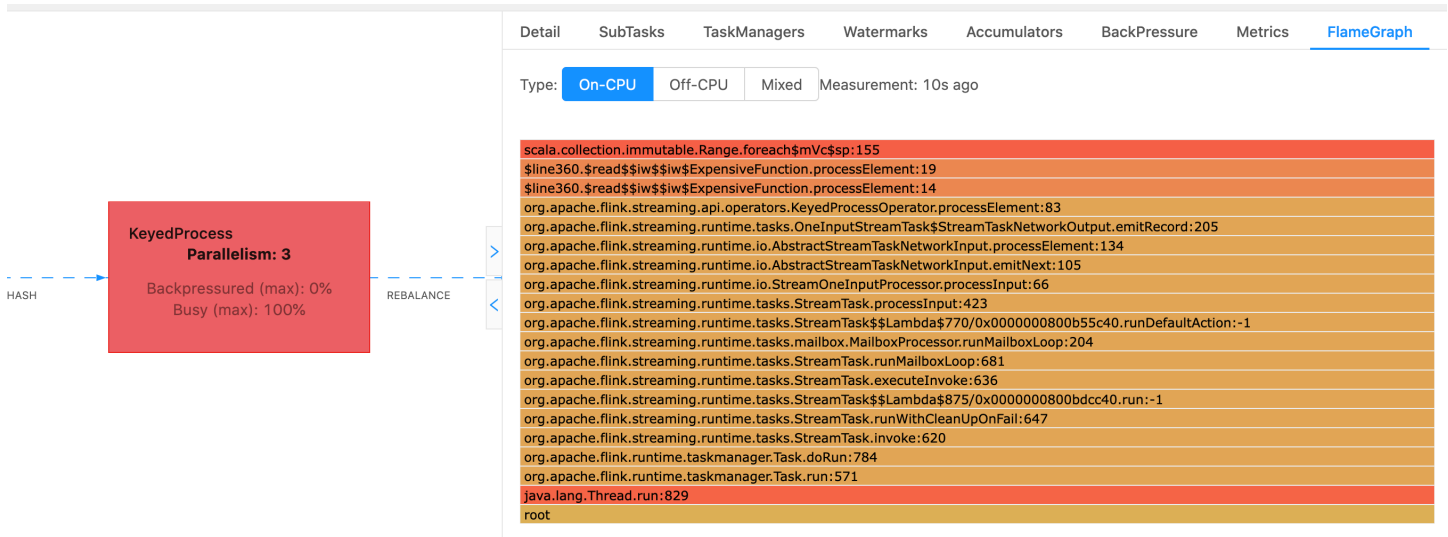 Detail SubTasks TaskManagers Watermarks Accumulators BackPressure Metrics FlameGraph
Type: On-CPU Off-CPU Mixed Measurement: 10s ago
KeyedProcess
Parallelism: 3
Backpressured (max): 0%
Busy (max): 100%
HASH
REBALANCE
scala.collection.immutable.Range.foreach$mVc$sp:155
$line360.$read$$iw$$iw$ExpensiveFunction.processElement:19
$line360.$read$$iw$$iw$ExpensiveFunction.processElement:14
org.apache.flink.streaming.api.operators.KeyedProcessOperator.processElement:83
org.apache.flink.streaming.runtime.tasks.OneInputStreamTask$StreamTaskNetworkOutput.emitRecord:205
org.apache.flink.streaming.runtime.io.AbstractStreamTaskNetworkInput.processElement:134
org.apache.flink.streaming.runtime.io.AbstractStreamTaskNetworkInput.emitNext:105
org.apache.flink.streaming.runtime.io.StreamOneInputProcessor.processInput:66
org.apache.flink.streaming.runtime.tasks.StreamTask.processInput:423
org.apache.flink.streaming.runtime.tasks.StreamTask$$Lambda$770/0x0000000800b55c40.runDefaultAction:-1
org.apache.flink.streaming.runtime.tasks.mailbox.MailboxProcessor.runMailboxLoop:204
org.apache.flink.streaming.runtime.tasks.StreamTask.runMailboxLoop:681
org.apache.flink.streaming.runtime.tasks.StreamTask.executeInvoke:636
org.apache.flink.streaming.runtime.tasks.StreamTask$$Lambda$875/0x0000000800bdcc40.run:-1
org.apache.flink.streaming.runtime.tasks.StreamTask.runWithCleanUpOnFail:647
org.apache.flink.streaming.runtime.tasks.StreamTask.invoke:620
org.apache.flink.runtime.taskmanager.Task.doRun:784
org.apache.flink.runtime.taskmanager.Task.run:571
java.lang.Thread.run:829
root